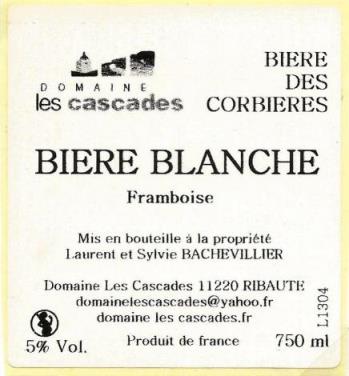 DOMAINE
les cascades
BIERE
DES
CORBIERES
BIERE BLANCHE
Framboise
Mis en bouteille à la propriété
Laurent et Sylvie BACHEVILLIER
Domaine Les Cascades 11220 RIBAUTE
domainelescascades@yahoo.fr
domaine les cascades.fr
5% Vol.
Produit de france
750 ml
L1304